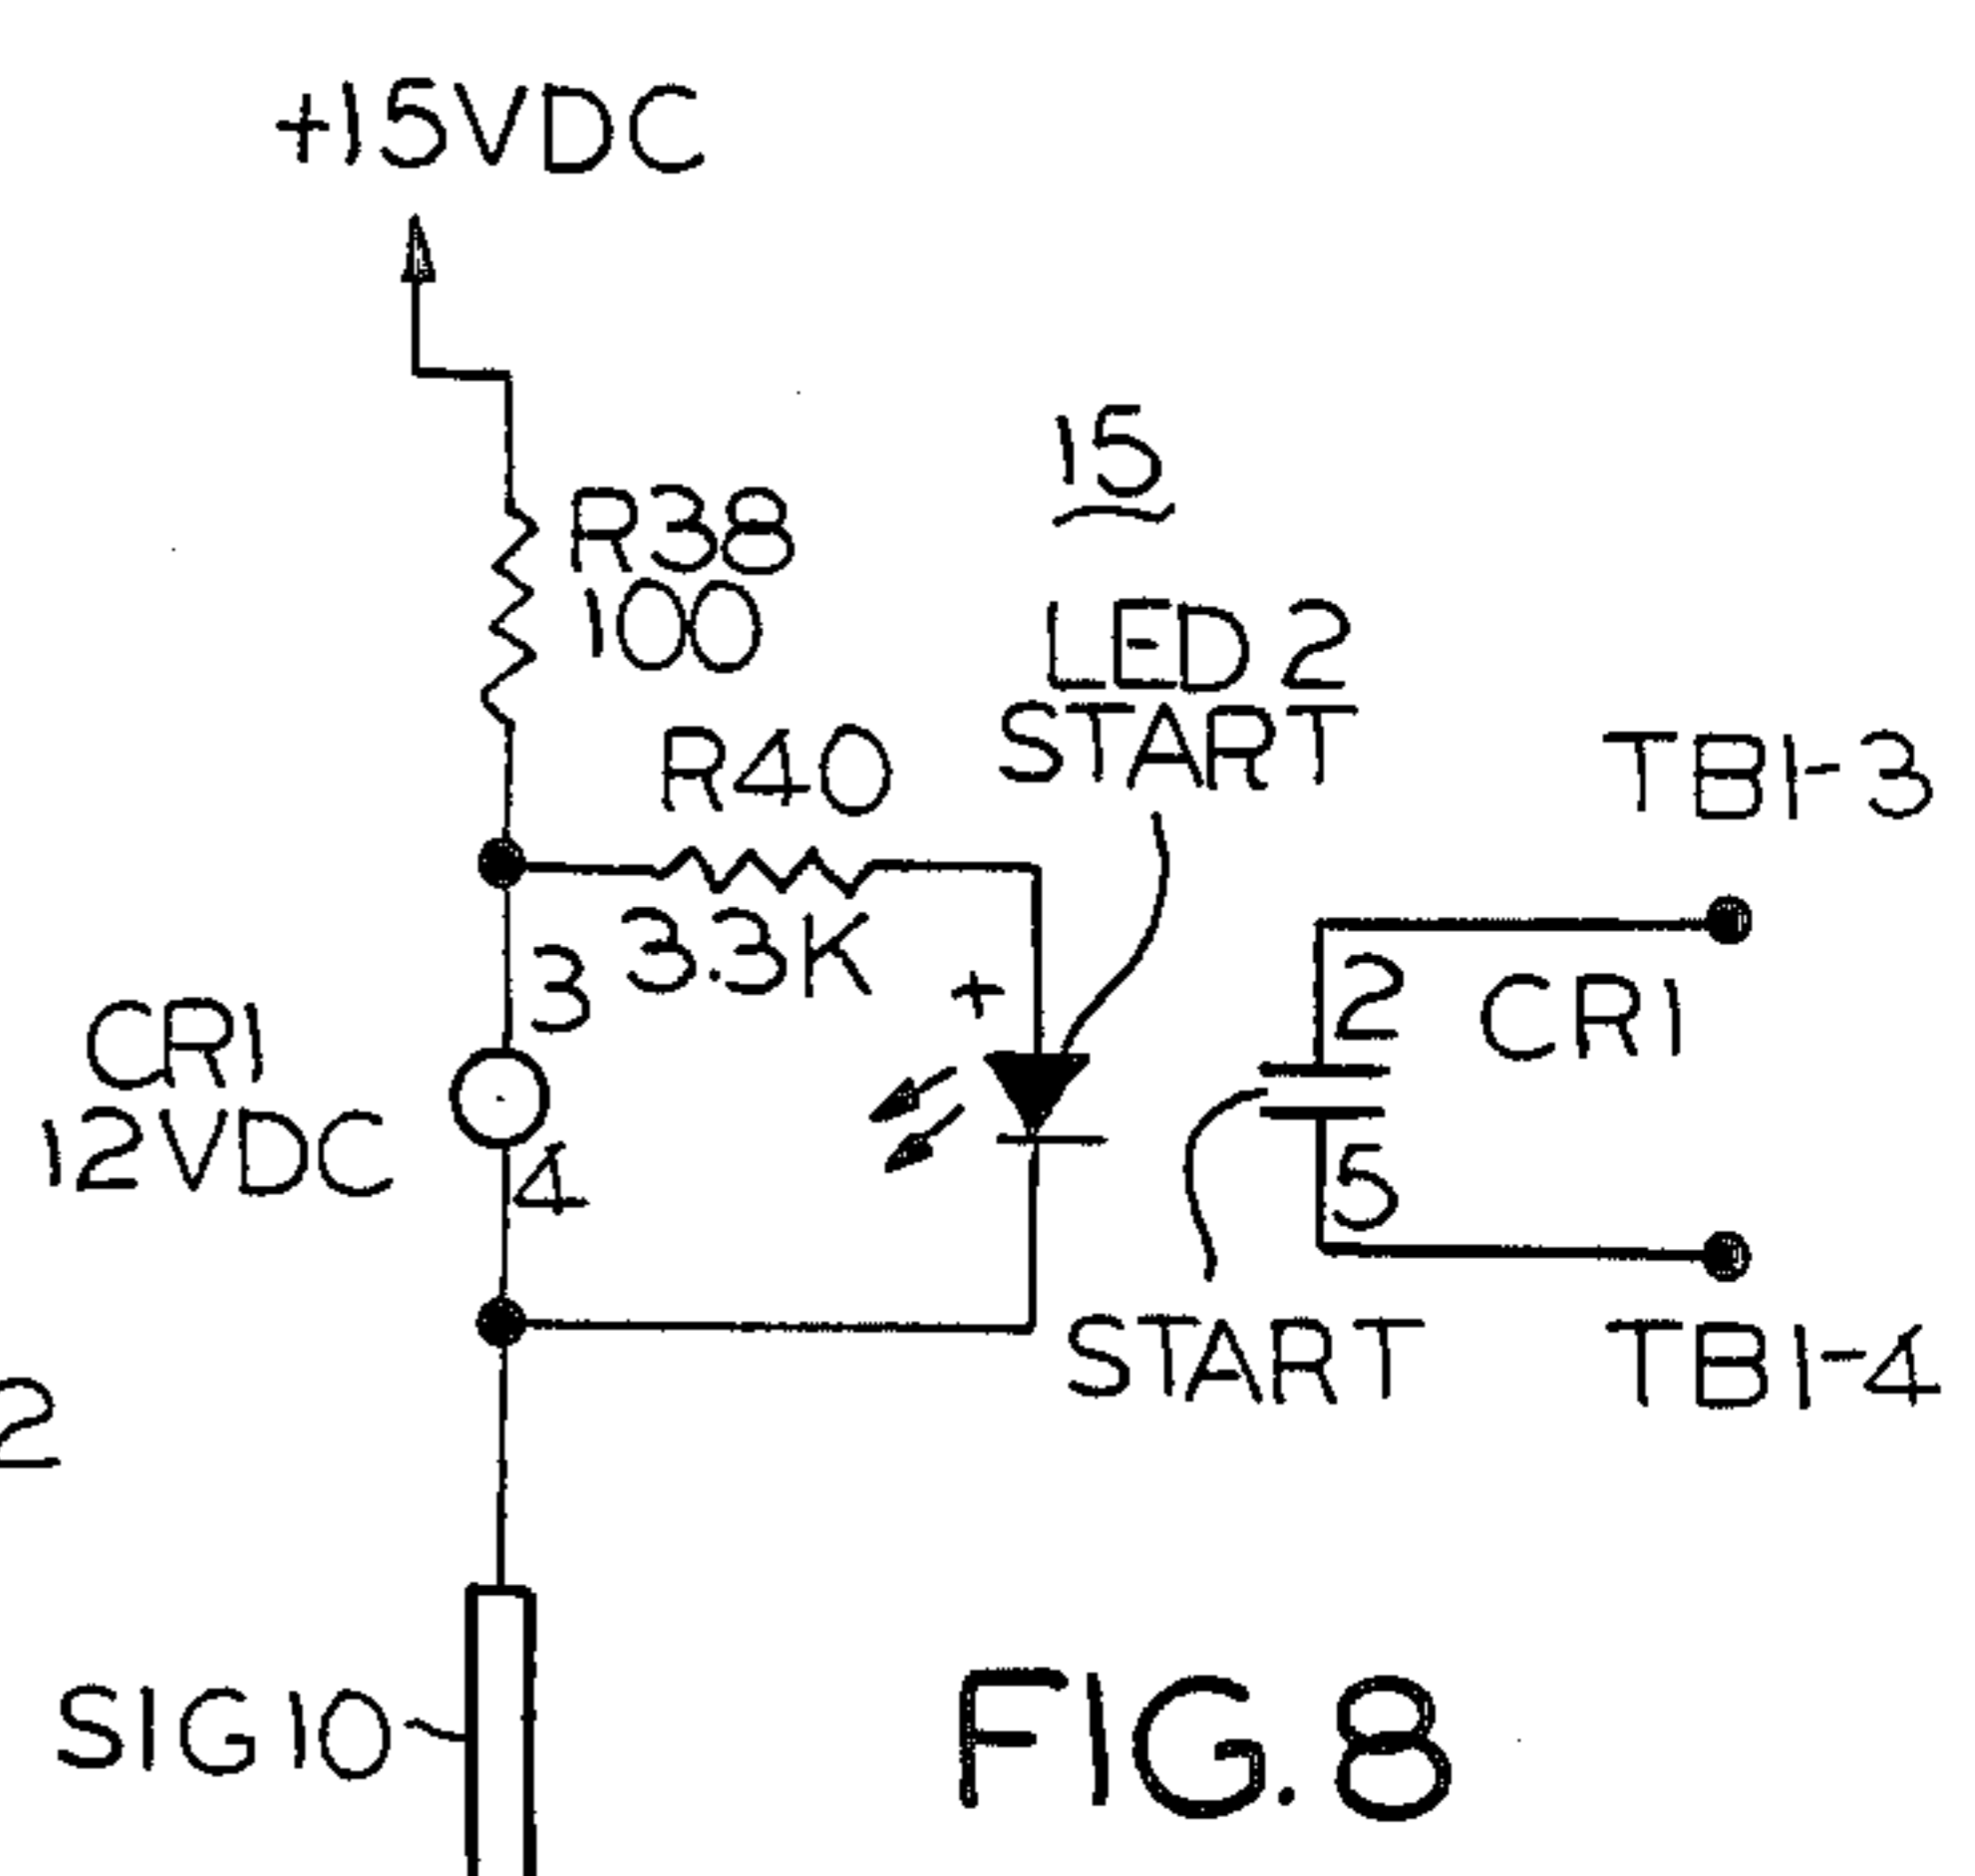 +15VDC
R38
100
15
LED 2
START
R40
3.3K
TB1-3
3
+
CR1
12VDC
4
2
CR1
5
START
TB1-4
2
SIG10
FIG.8